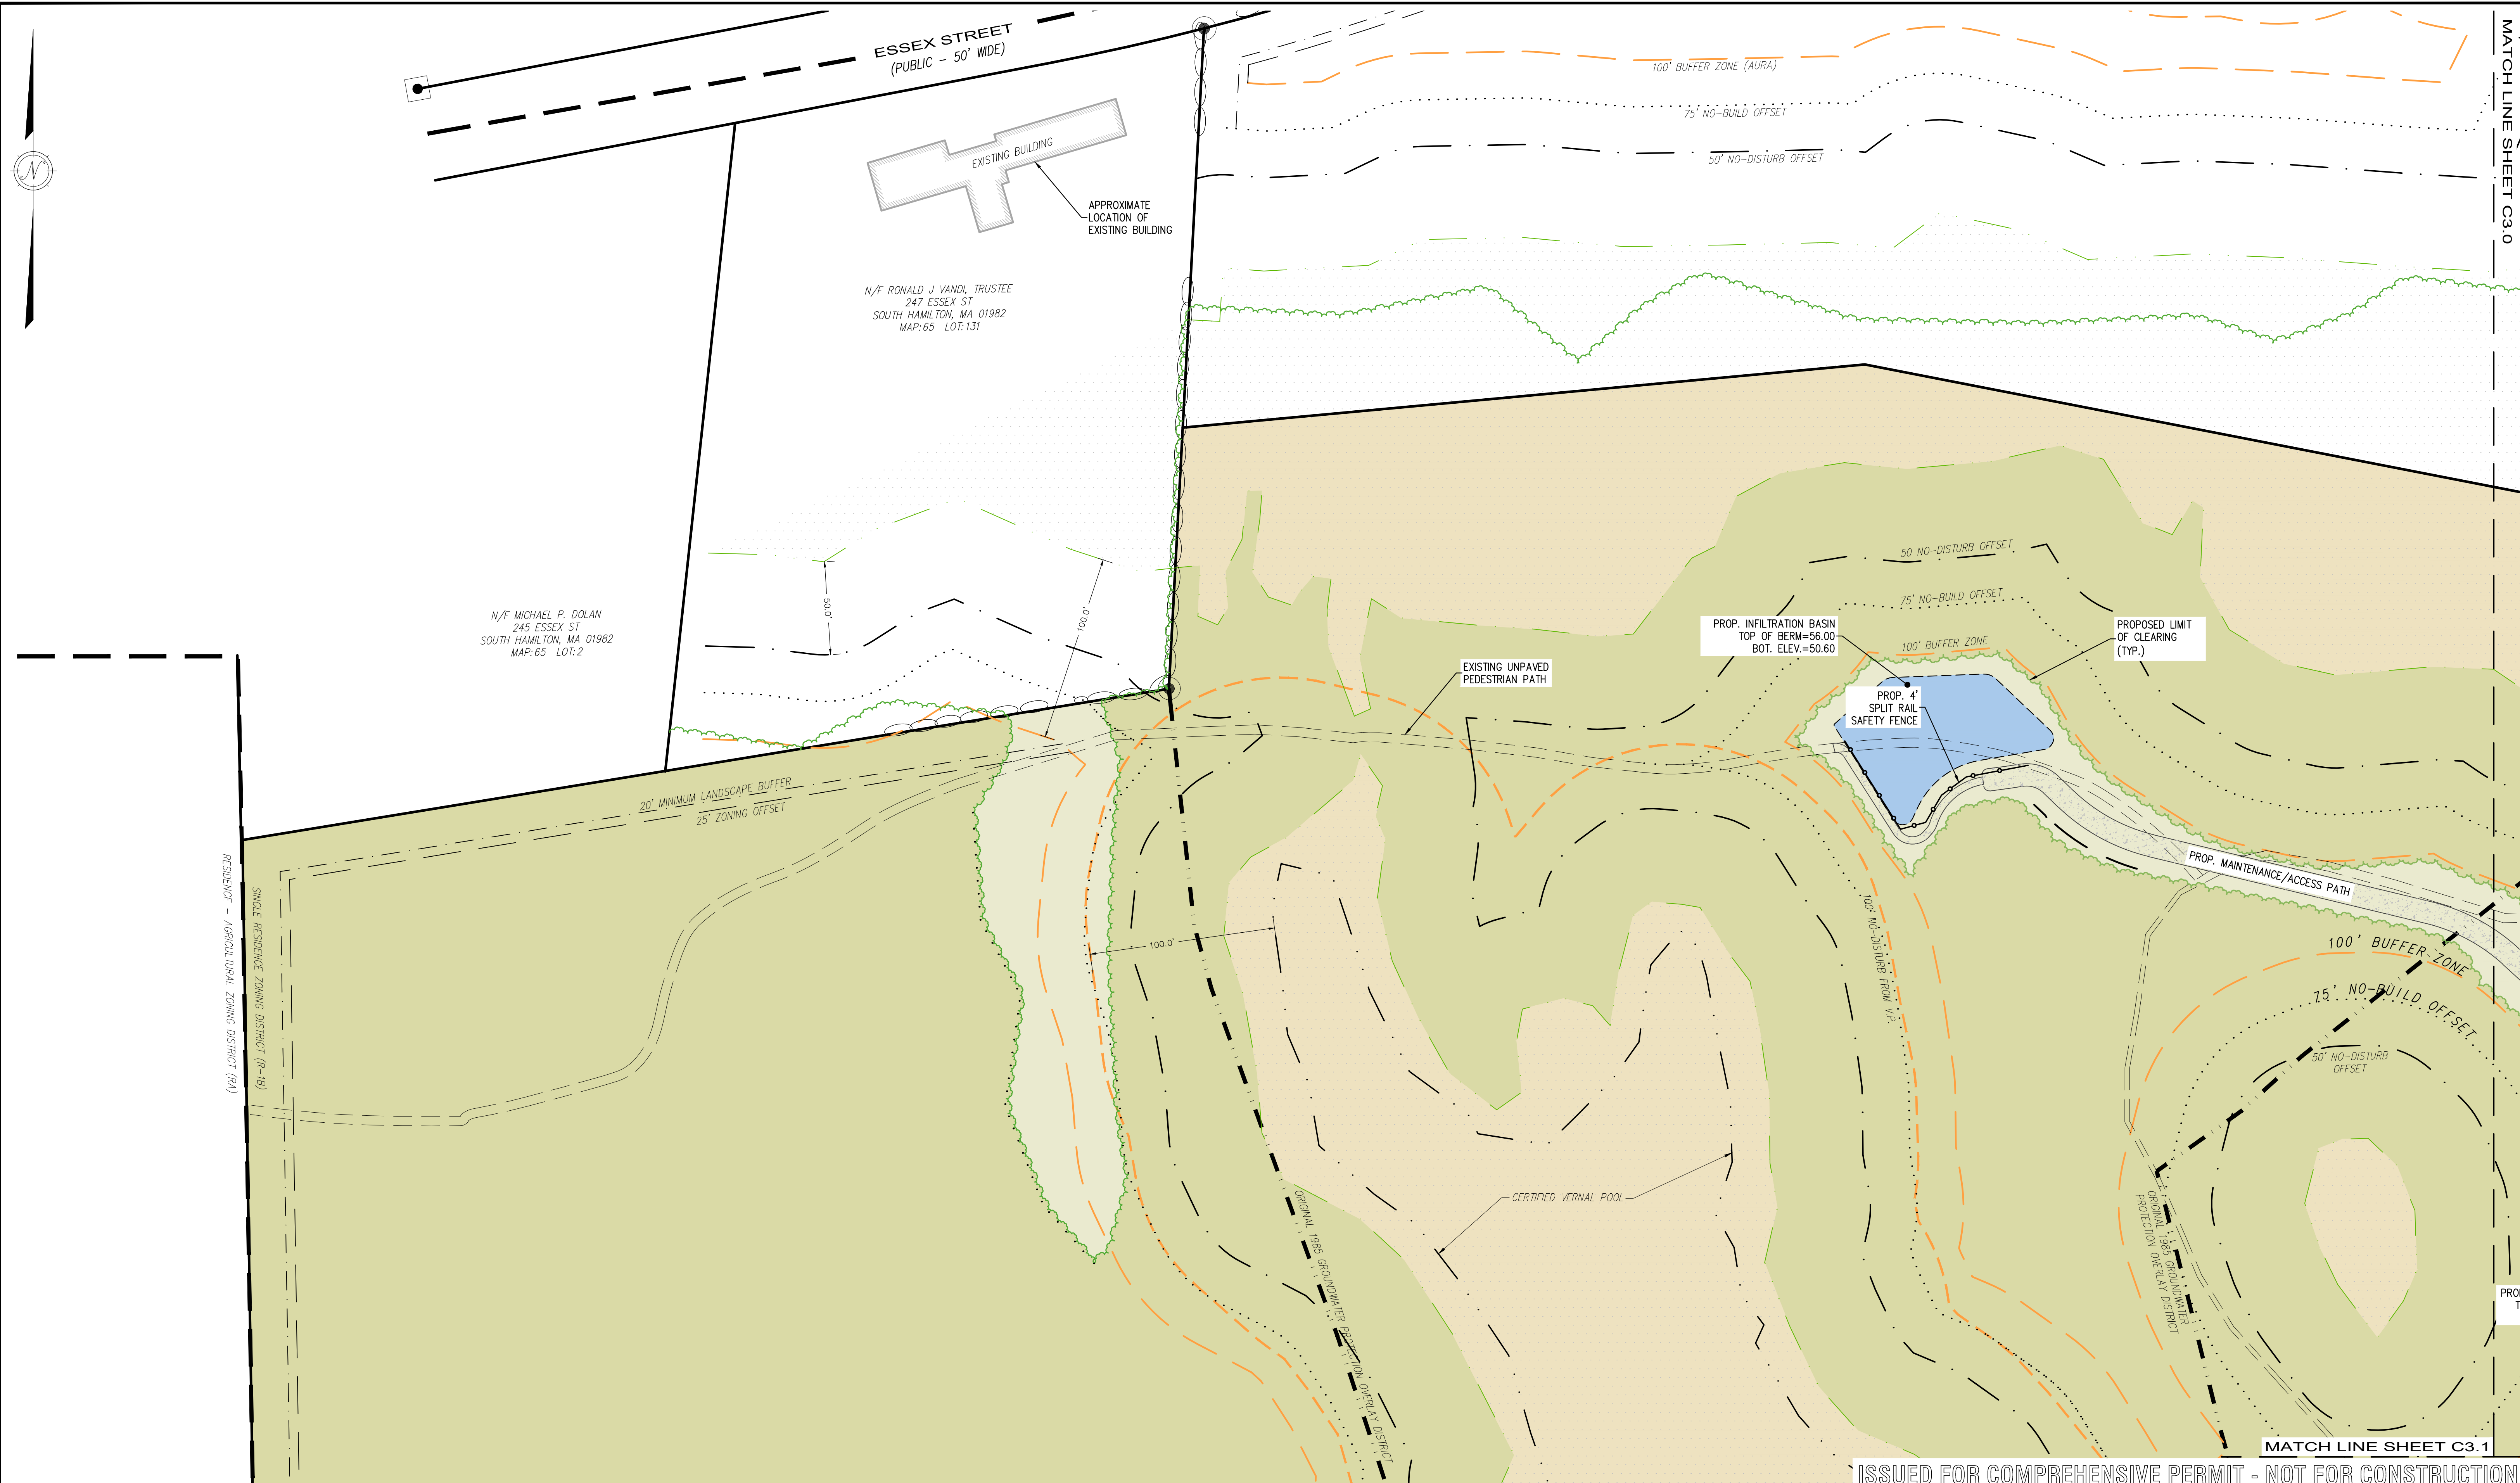 ESSEX STREET
(PUBLIC - 50' WIDE)
MATCH LINE SHEET C3.0
N
100' BUFFER ZONE (AURA)
75' NO-BUILD OFFSET
50' NO-DISTURB OFFSET
EXISTING BUILDING
APPROXIMATE
LOCATION OF
EXISTING BUILDING
N/F RONALD J VANDI, TRUSTEE
247 ESSEX ST
SOUTH HAMILTON, MA 01982
MAP: 65 LOT: 131
N/F MICHAEL P. DOLAN
245 ESSEX ST
SOUTH HAMILTON, MA 01982
MAP: 65 LOT: 2
50.0'
100.0'
50 NO-DISTURB OFFSET
75' NO-BUILD OFFSET
100' BUFFER ZONE
PROP. INFILTRATION BASIN
TOP OF BERM=56.00
BOT. ELEV.=50.60
PROPOSED LIMIT
OF CLEARING
(TYP.)
EXISTING UNPAVED
PEDESTRIAN PATH
PROP. 4'
SPLIT RAIL
SAFETY FENCE
20' MINIMUM LANDSCAPE BUFFER
25' ZONING OFFSET
PROP. MAINTENANCE/ACCESS PATH
RESIDENCE - AGRICULTURAL ZONING DISTRICT (RA)
SINGLE RESIDENCE ZONING DISTRICT (R-1B)
100.0'
100' NO-DISTURB FROM V.P.
100' BUFFER ZONE
75' NO-BUILD OFFSET
50' NO-DISTURB
OFFSET
CERTIFIED VERNAL POOL
ORIGINAL 1985 GROUNDWATER PROTECTION OVERLAY DISTRICT
ORIGINAL 1985 GROUNDWATER
PROTECTION OVERLAY DISTRICT
PRO
T
MATCH LINE SHEET C3.1
ISSUED FOR COMPREHENSIVE PERMIT - NOT FOR CONSTRUCTION